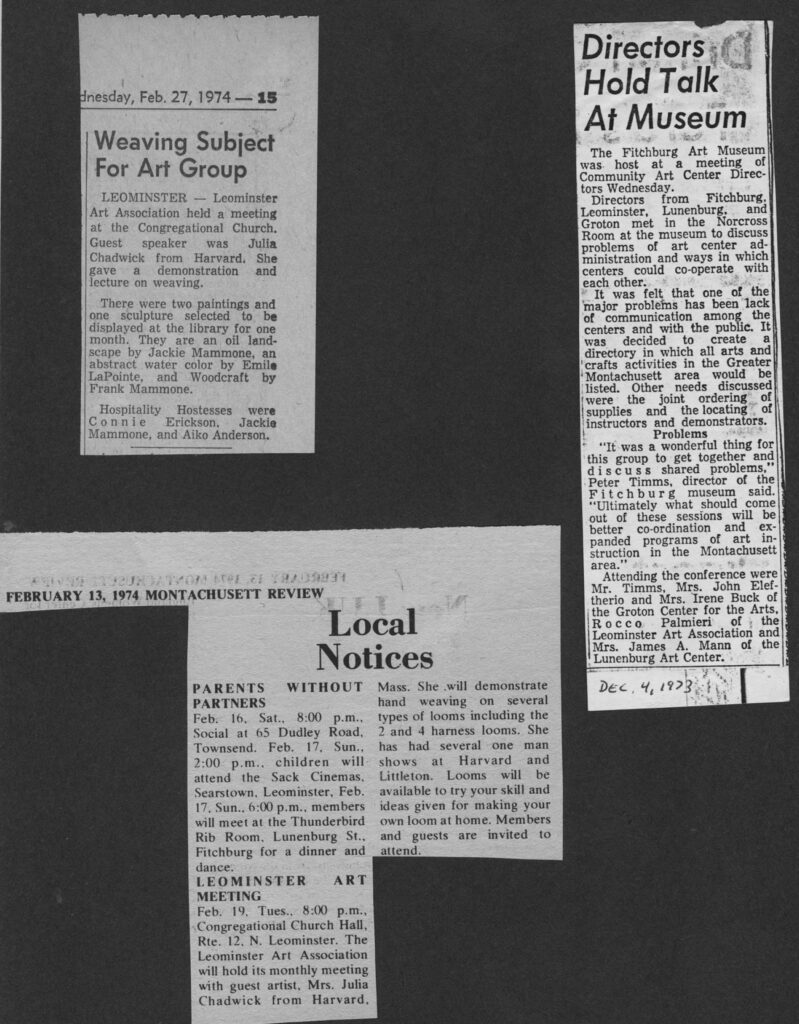 dnesday, Feb. 27, 1974 — 15
Weaving Subject
For Art Group
LEOMINSTER — Leominster
Art Association held a meeting
at the Congregational Church.
Guest speaker was Julia
Chadwick from Harvard. She
gave a demonstration and
lecture on weaving.
There were two paintings and
one sculpture selected to be
displayed at the library for one
month. They are an oil land-
scape by Jackie Mammone, an
abstract water color by Emile
LaPointe, and Woodcraft by
Frank Mammone.
Hospitality Hostesses were
Connie Erickson, Jackie
Mammone, and Aiko Anderson.
Directors
Hold Talk
At Museum
The Fitchburg Art Museum
was host at a meeting of
Community Art Center Direc-
tors Wednesday.
Directors from Fitchburg,
Leominster, Lunenburg, and
Groton met in the Norcross
Room at the museum to discuss
problems of art center ad-
ministration and ways in which
centers could co-operate with
each other.
It was felt that one of the
major problems has been lack
of communication among the
centers and with the public. It
was decided to create a
directory in which all arts and
crafts activities in the Greater
Montachusett area would be
listed. Other needs discussed
were the joint ordering of
supplies and the locating of
instructors and demonstrators.
Problems
"It was a wonderful thing for
this group to get together and
discuss shared problems,"
Peter Timms, director of the
Fitchburg museum said.
"Ultimately what should come
out of these sessions will be
better co-ordination and ex-
panded programs of art in-
struction in the Montachusett
area."
Attending the conference were
Mr. Timms, Mrs. John Elef-
therio and Mrs. Irene Buck of
the Groton Center for the Arts,
Rocco Palmieri of the
Leominster Art Association and
Mrs. James A. Mann of the
Lunenburg Art Center.
DEC. 4, 1973
FEBRUARY 13, 1974 MONTACHUSETT REVIEW
Local
Notices
PARENTS WITHOUT
PARTNERS
Feb. 16, Sat., 8:00 p.m.,
Social at 65 Dudley Road,
Townsend. Feb. 17, Sun.,
2:00 p.m., children will
attend the Sack Cinemas,
Searstown, Leominster, Feb.
17, Sun., 6:00 p.m., members
will meet at the Thunderbird
Rib Room, Lunenburg St.,
Fitchburg for a dinner and
dance.
LEOMINSTER ART
MEETING
Feb. 19, Tues., 8:00 p.m.,
Congregational Church Hall,
Rte. 12, N. Leominster. The
Leominster Art Association
will hold its monthly meeting
with guest artist, Mrs. Julia
Chadwick from Harvard,
Mass. She will demonstrate
hand weaving on several
types of looms including the
2 and 4 harness looms. She
has had several one man
shows at Harvard and
Littleton. Looms will be
available to try your skill and
ideas given for making your
own loom at home. Members
and guests are invited to
attend.